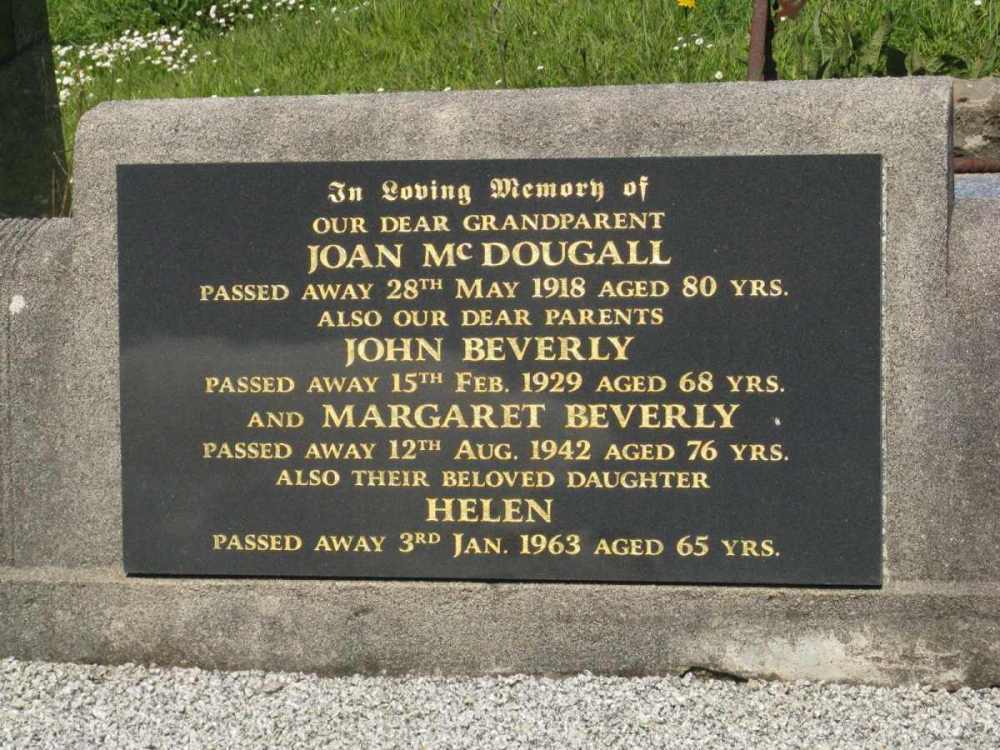 In Loving Memory of
OUR DEAR GRANDPARENT
JOAN McDOUGALL
PASSED AWAY 28TH MAY 1918 AGED 80 YRS.
ALSO OUR DEAR PARENTS
JOHN BEVERLY
PASSED AWAY 15TH FEB. 1929 AGED 68 YRS.
AND MARGARET BEVERLY
PASSED AWAY 12TH AUG. 1942 AGED 76 YRS.
ALSO THEIR BELOVED DAUGHTER
HELEN
PASSED AWAY 3RD JAN. 1963 AGED 65 YRS.